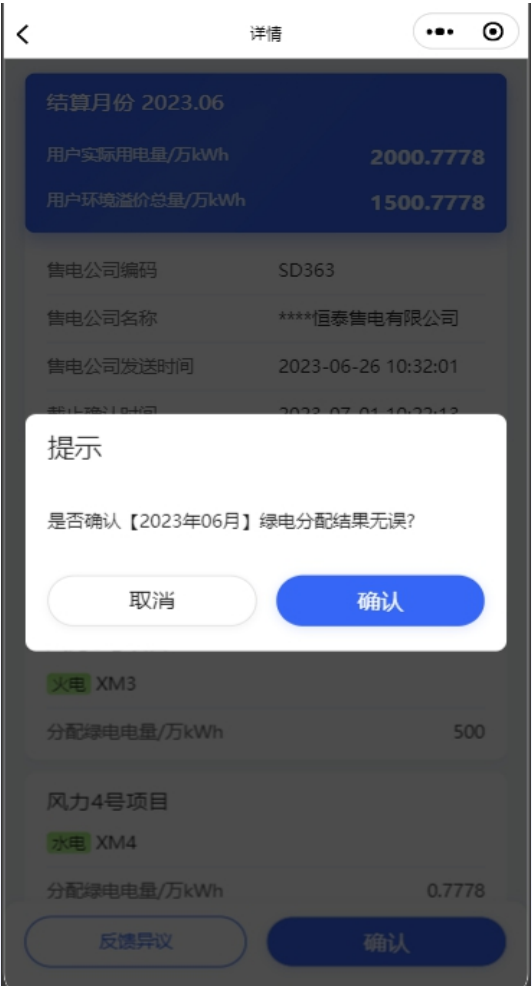 详情
结算月份 2023.06
用户实际用电量/万kWh 2000.7778
用户环境溢价总量/万kWh 1500.7778
售电公司编码 SD363
售电公司名称 ****恒泰售电有限公司
售电公司发送时间 2023-06-26 10:32:01
提示
是否确认【2023年06月】绿电分配结果无误?
取消 确认
火电 XM3
分配绿电电量/万kWh 500
风力4号项目
水电 XM4
分配绿电电量/万kWh 0.7778
反馈异议 确认